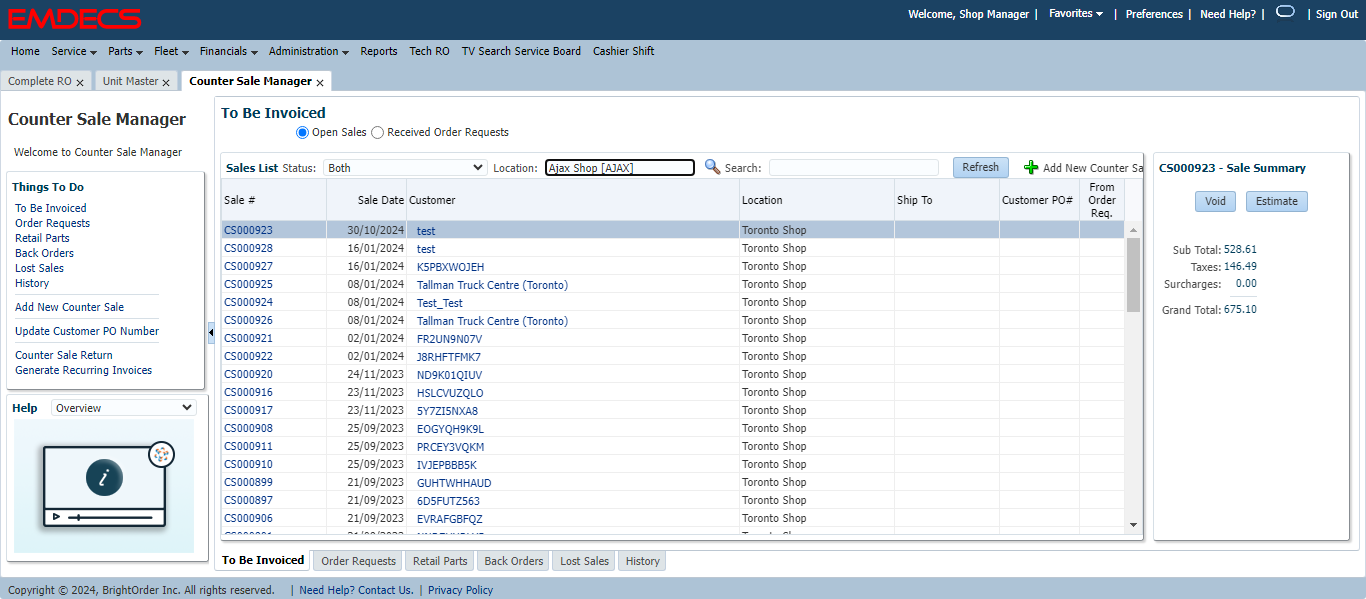 EMDECS
Welcome, Shop Manager | Favorites | Preferences | Need Help? | | Sign Out
Home Service Parts Fleet Financials Administration Reports Tech RO TV Search Service Board Cashier Shift
Complete RO Unit Master Counter Sale Manager
Counter Sale Manager
Welcome to Counter Sale Manager
Things To Do
To Be Invoiced
Order Requests
Retail Parts
Back Orders
Lost Sales
History
Add New Counter Sale
Update Customer PO Number
Counter Sale Return
Generate Recurring Invoices
Help Overview
To Be Invoiced
Open Sales Received Order Requests
Sales List Status: Both Location: Ajax Shop [AJAX] Search: Refresh Add New Counter Sa
Sale # Sale Date Customer Location Ship To Customer PO# From Order Req.
CS000923 30/10/2024 test Toronto Shop
CS000928 16/01/2024 test Toronto Shop
CS000927 16/01/2024 K5PBXWOJEH Toronto Shop
CS000925 08/01/2024 Tallman Truck Centre (Toronto) Toronto Shop
CS000924 08/01/2024 Test_Test Toronto Shop
CS000926 08/01/2024 Tallman Truck Centre (Toronto) Toronto Shop
CS000921 02/01/2024 FR2UN9N07V Toronto Shop
CS000922 02/01/2024 J8RHFTFMK7 Toronto Shop
CS000920 24/11/2023 ND9K01QIUV Toronto Shop
CS000916 23/11/2023 HSLCVUZQLO Toronto Shop
CS000917 23/11/2023 5Y7ZI5NXA8 Toronto Shop
CS000908 25/09/2023 EOGYQH9K9L Toronto Shop
CS000911 25/09/2023 PRCEY3VQKM Toronto Shop
CS000910 25/09/2023 IVJEPBBB5K Toronto Shop
CS000899 21/09/2023 GUHTWHHAUD Toronto Shop
CS000897 21/09/2023 6D5FUTZ563 Toronto Shop
CS000906 21/09/2023 EVRAFGBFQZ Toronto Shop
CS000923 - Sale Summary
Void Estimate
Sub Total: 528.61
Taxes: 146.49
Surcharges: 0.00
Grand Total: 675.10
To Be Invoiced Order Requests Retail Parts Back Orders Lost Sales History
Copyright © 2024, BrightOrder Inc. All rights reserved. | Need Help? Contact Us. | Privacy Policy